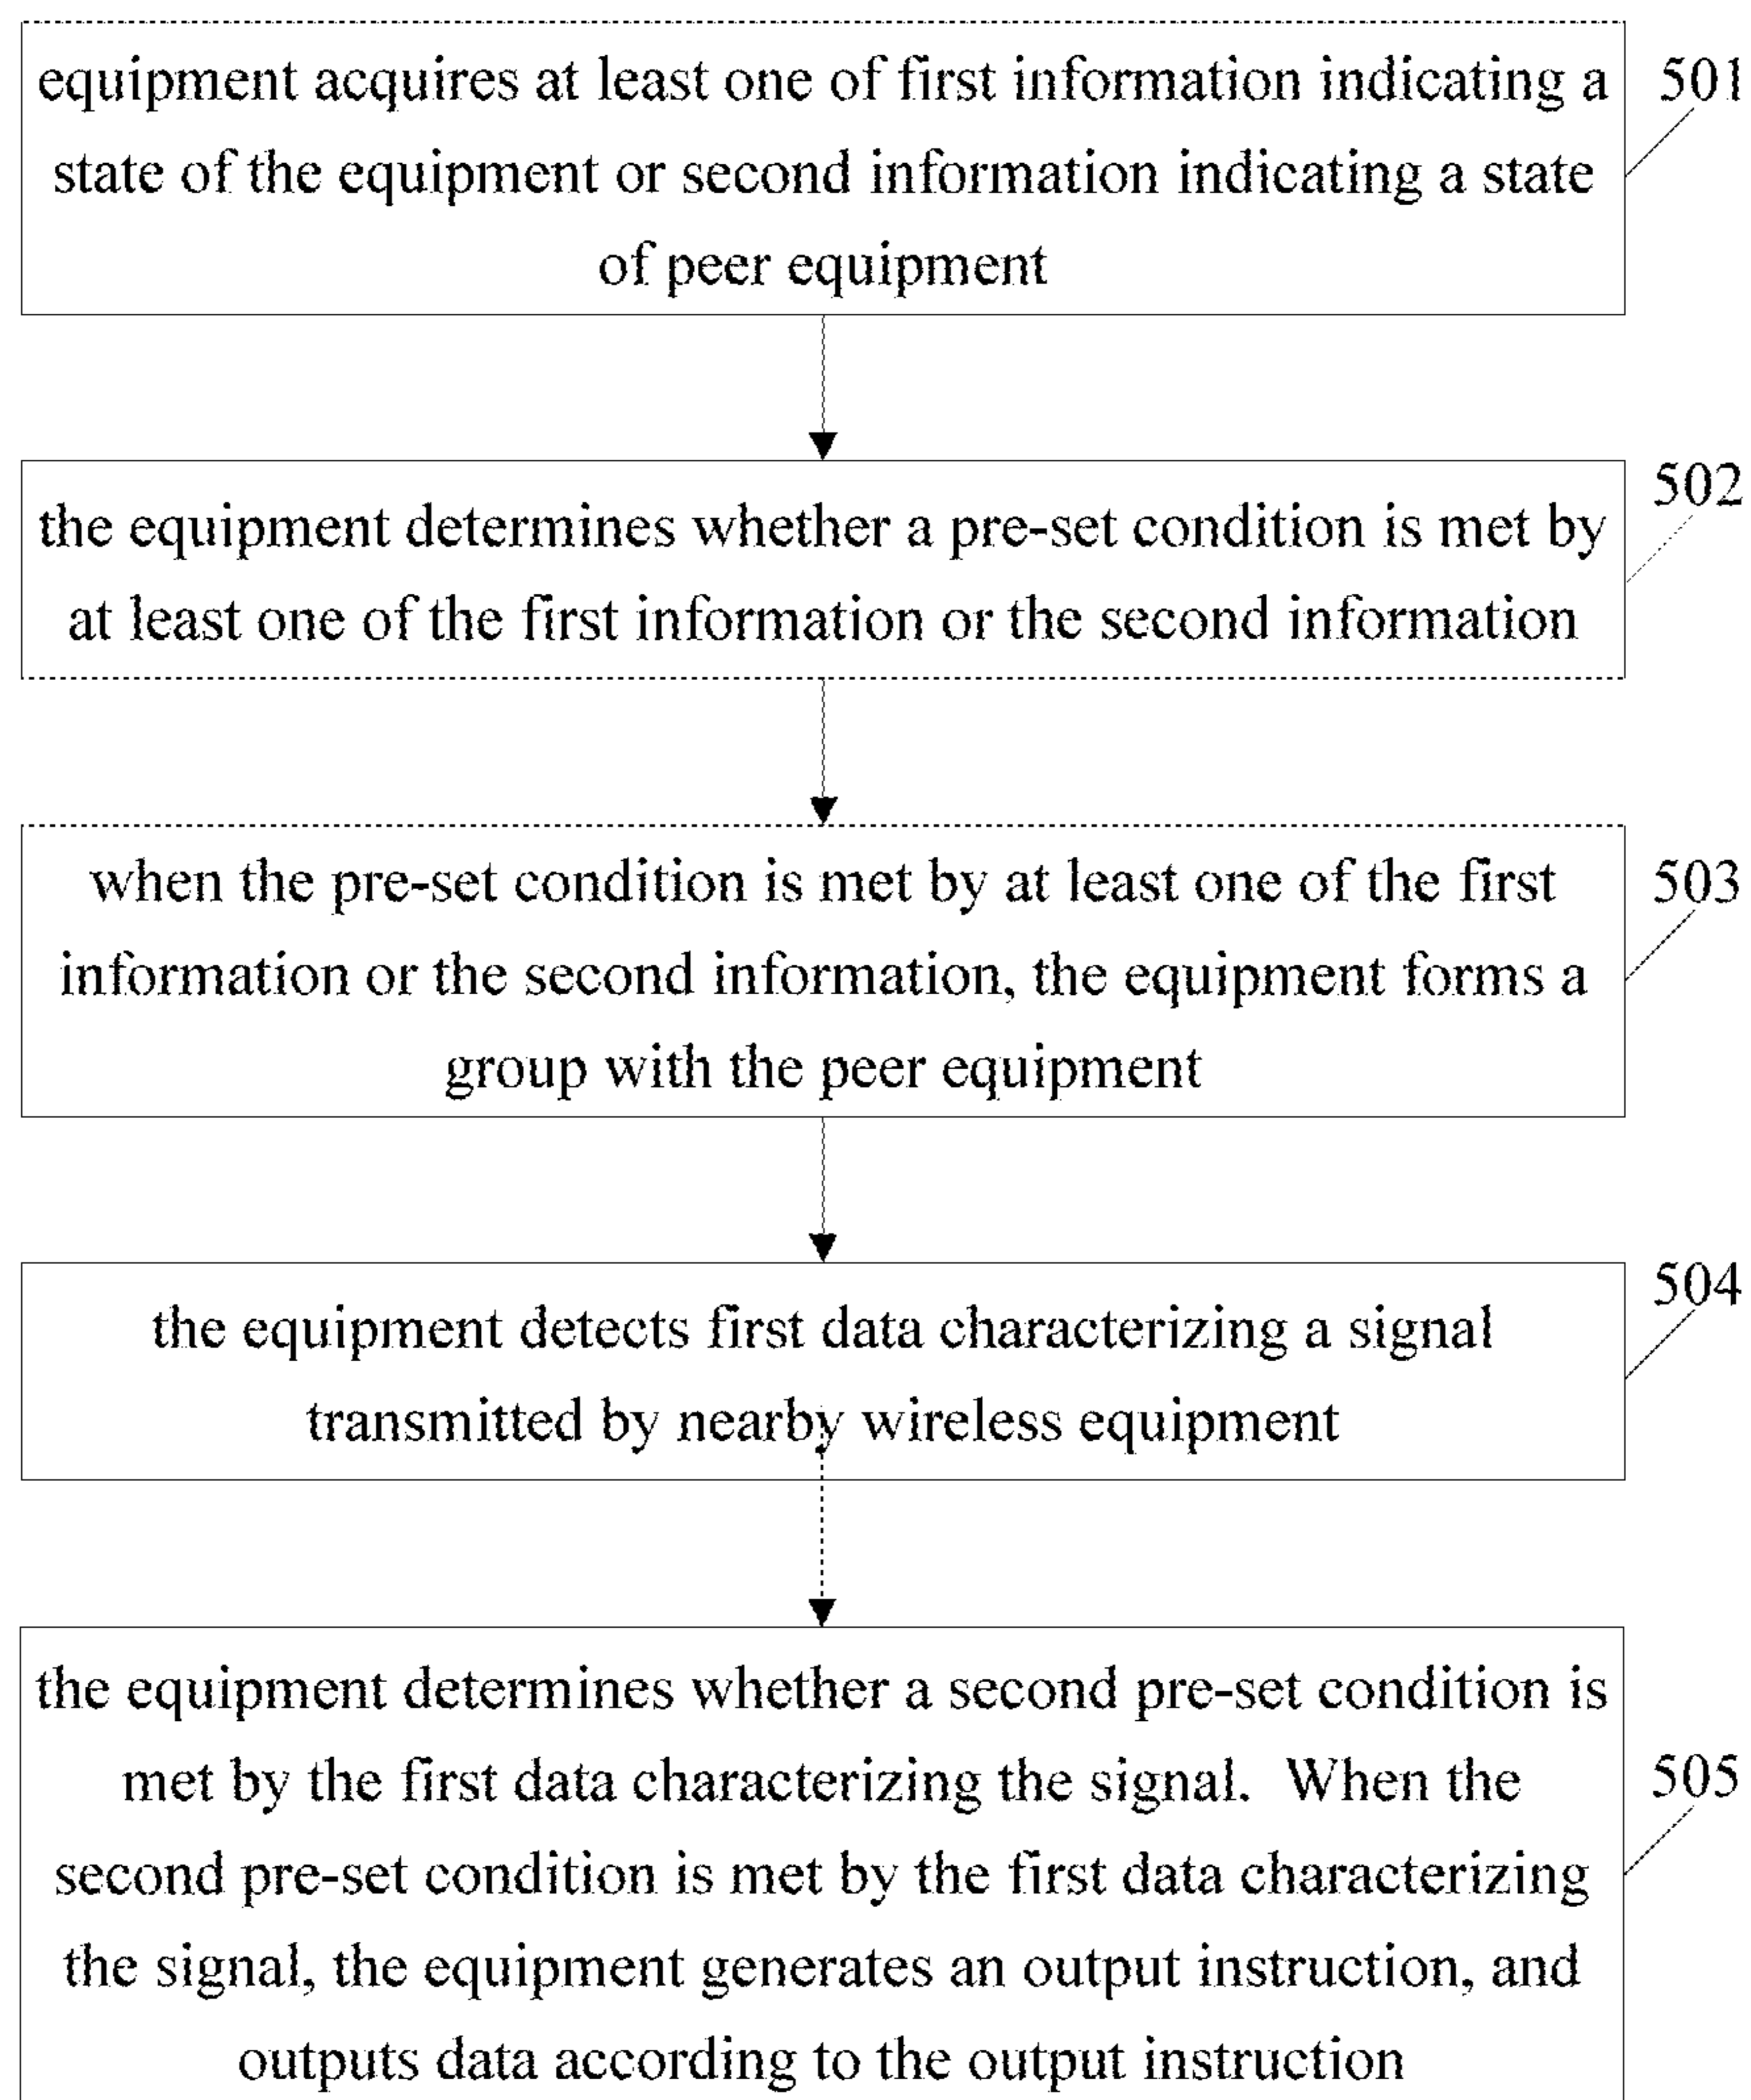 equipment acquires at least one of first information indicating a
state of the equipment or second information indicating a state
of peer equipment
501
the equipment determines whether a pre-set condition is met by
at least one of the first information or the second information
502
when the pre-set condition is met by at least one of the first
information or the second information, the equipment forms a
group with the peer equipment
503
the equipment detects first data characterizing a signal
transmitted by nearby wireless equipment
504
the equipment determines whether a second pre-set condition is
met by the first data characterizing the signal.  When the
second pre-set condition is met by the first data characterizing
the signal, the equipment generates an output instruction, and
outputs data according to the output instruction
505